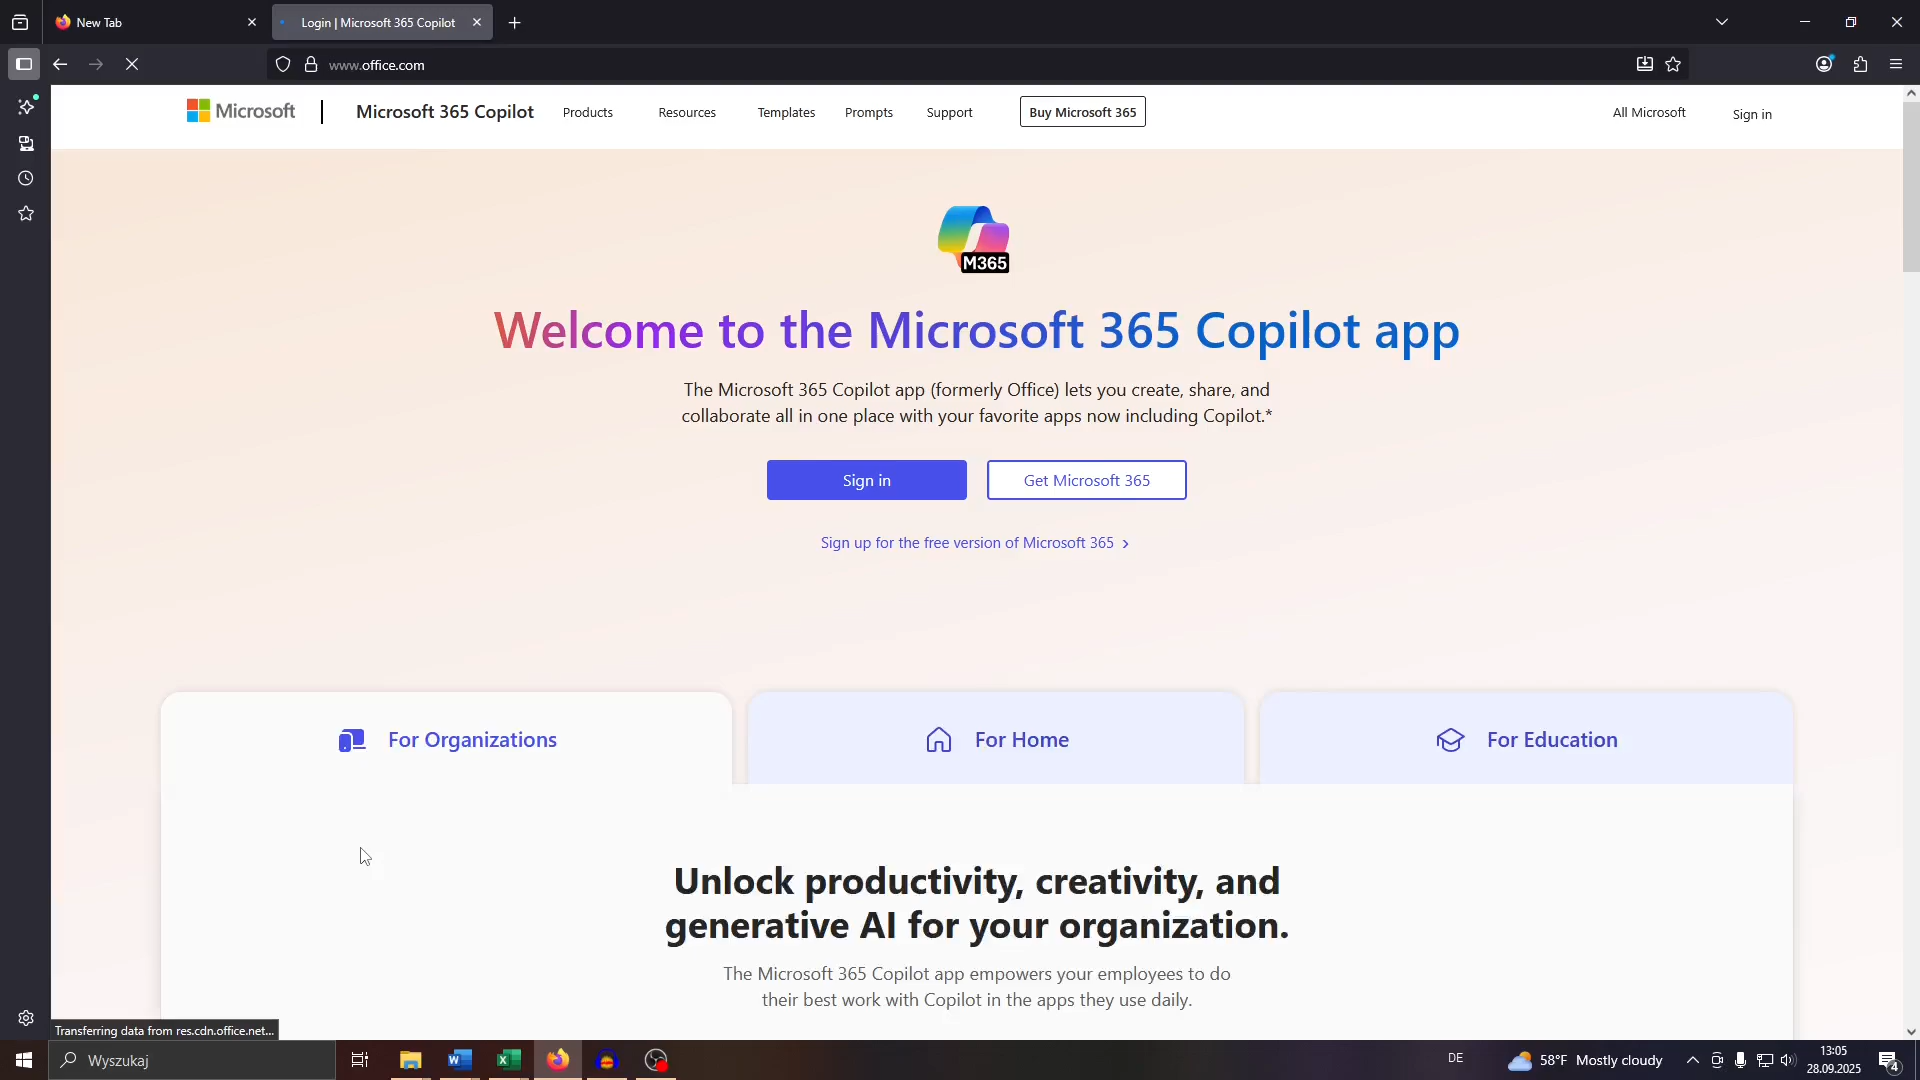 New Tab
Login | Microsoft 365 Copilot
www.office.com
Microsoft
Microsoft 365 Copilot
Products
Resources
Templates
Prompts
Support
Buy Microsoft 365
All Microsoft
Sign in
M365
Welcome to the Microsoft 365 Copilot app
The Microsoft 365 Copilot app (formerly Office) lets you create, share, and
collaborate all in one place with your favorite apps now including Copilot.*
Sign in
Get Microsoft 365
Sign up for the free version of Microsoft 365
For Organizations
For Home
For Education
Unlock productivity, creativity, and
generative AI for your organization.
The Microsoft 365 Copilot app empowers your employees to do
their best work with Copilot in the apps they use daily.
Transferring data from res.cdn.office.net...
Wyszukaj
DE
58°F Mostly cloudy
13:05
28.09.2025
4